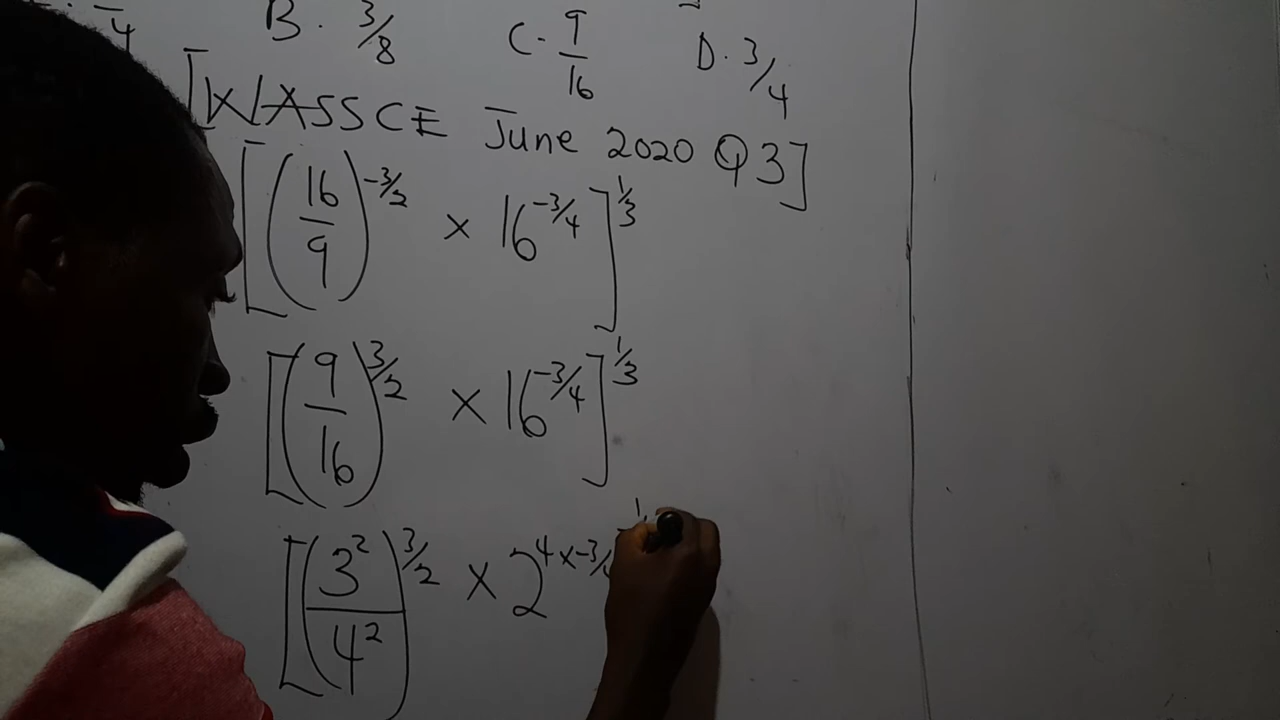 4 B. 3/8 C. 9/16 D. 3/4
[WASSCE June 2020 Q3]
[(16/9)^-3/2 × 16^-3/4]^1/3
[(9/16)^3/2 × 16^-3/4]^1/3
[(3²/4²)^3/2 × 2^4×-3/